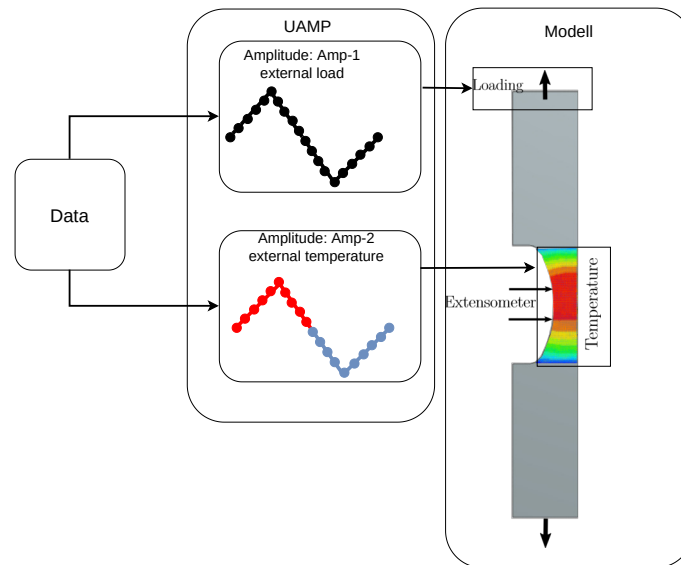 UAMP
Modell
Amplitude: Amp-1
external load
Loading
Data
Amplitude: Amp-2
external temperature
Extensometer
Temperature